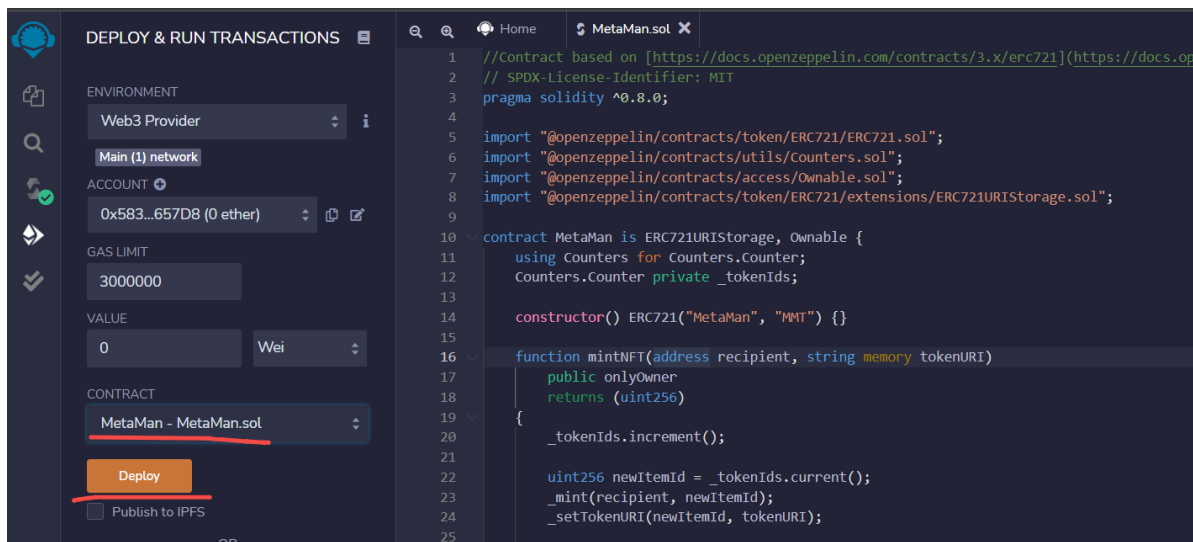 DEPLOY & RUN TRANSACTIONS
ENVIRONMENT
Web3 Provider
Main (1) network
ACCOUNT
0x583...657D8 (0 ether)
GAS LIMIT
3000000
VALUE
0
Wei
CONTRACT
MetaMan - MetaMan.sol
Deploy
Publish to IPFS
OR
Home
MetaMan.sol
1 //Contract based on [https://docs.openzeppelin.com/contracts/3.x/erc721](https://docs.op
2 // SPDX-License-Identifier: MIT
3 pragma solidity ^0.8.0;
4
5 import "@openzeppelin/contracts/token/ERC721/ERC721.sol";
6 import "@openzeppelin/contracts/utils/Counters.sol";
7 import "@openzeppelin/contracts/access/Ownable.sol";
8 import "@openzeppelin/contracts/token/ERC721/extensions/ERC721URIStorage.sol";
9
10 contract MetaMan is ERC721URIStorage, Ownable {
11 using Counters for Counters.Counter;
12 Counters.Counter private _tokenIds;
13
14 constructor() ERC721("MetaMan", "MMT") {}
15
16 function mintNFT(address recipient, string memory tokenURI)
17 public onlyOwner
18 returns (uint256)
19 {
20 _tokenIds.increment();
21
22 uint256 newItemId = _tokenIds.current();
23 _mint(recipient, newItemId);
24 _setTokenURI(newItemId, tokenURI);
25